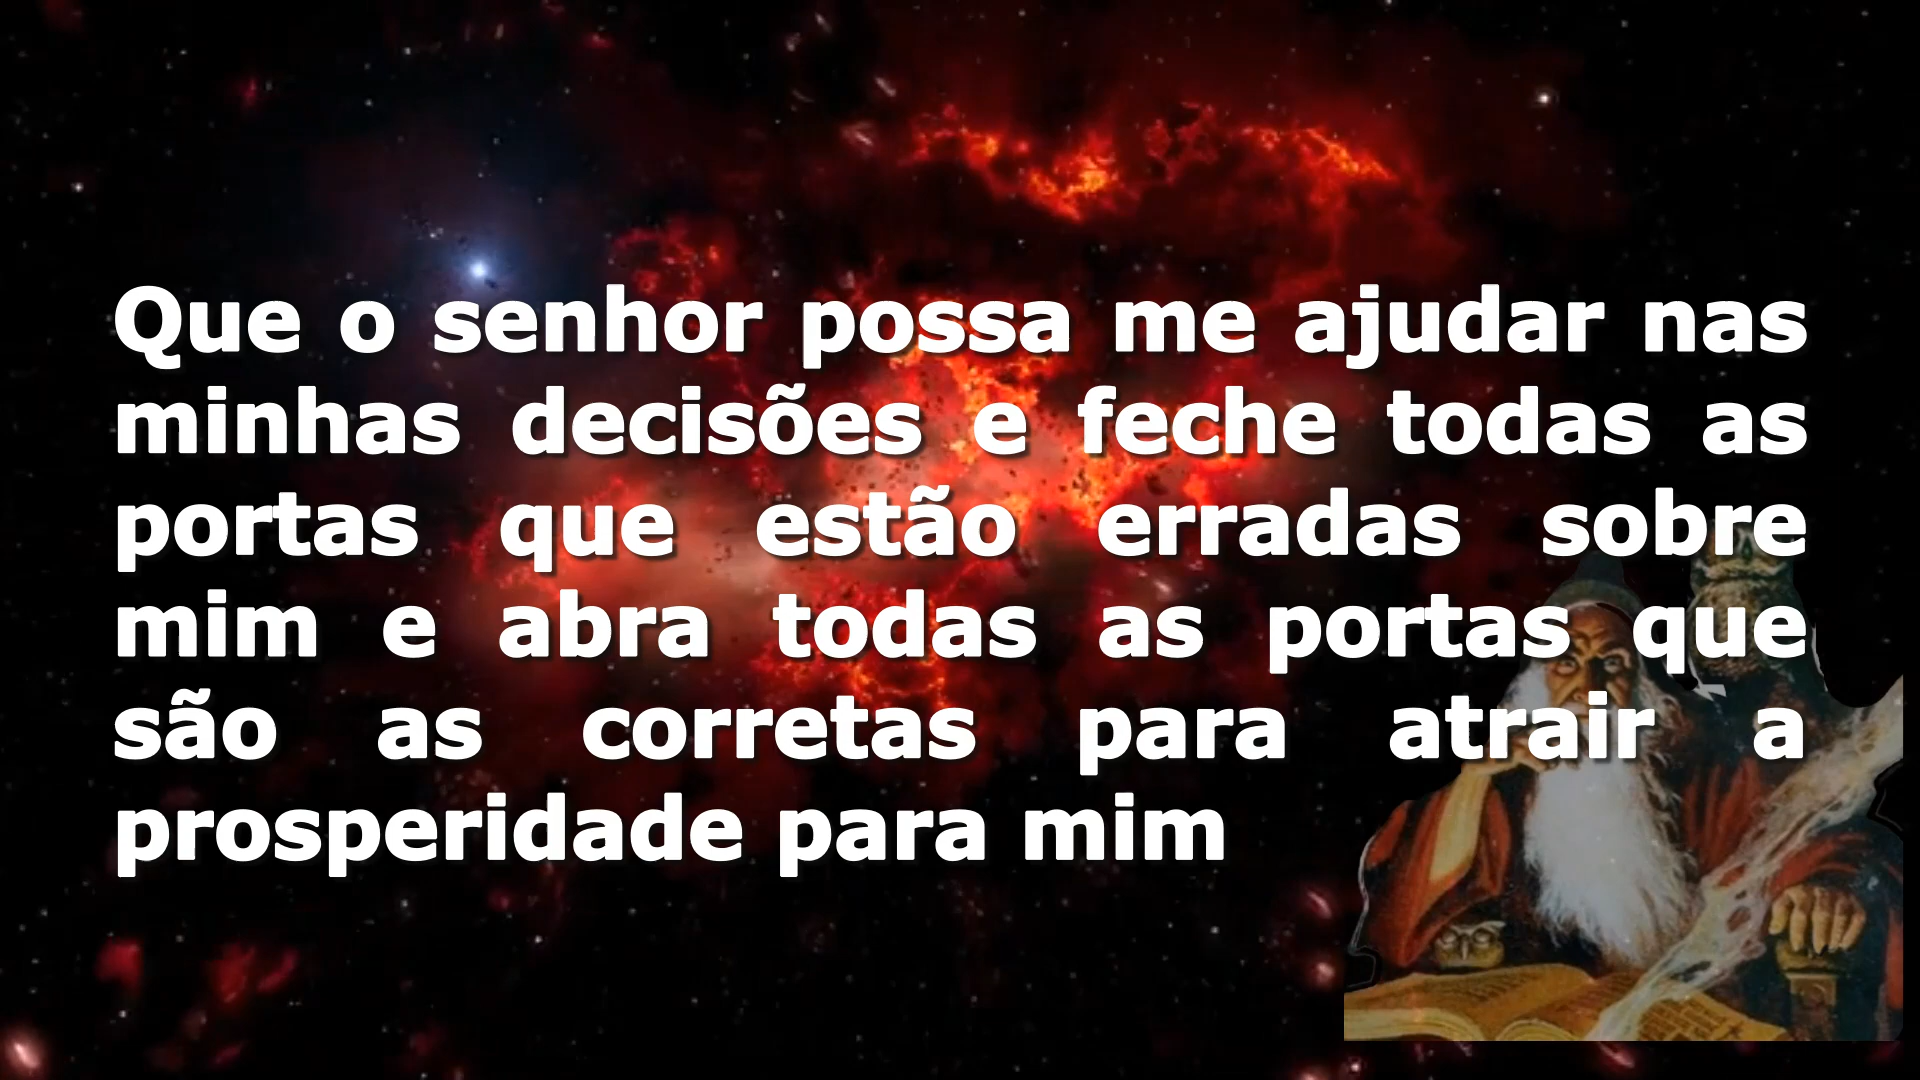 Que o senhor possa me ajudar nas
minhas decisões e feche todas as
portas que estão erradas sobre
mim e abra todas as portas que
são as corretas para atrair a
prosperidade para mim